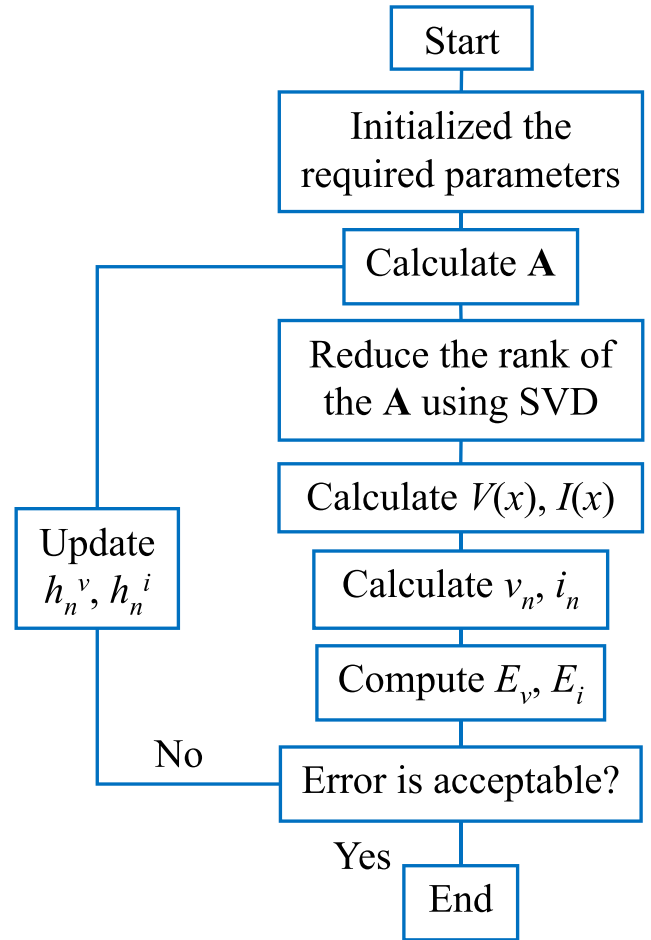 Start
Initialized the
required parameters
Calculate A
Reduce the rank of
the A using SVD
Calculate V(x), I(x)
Update
hₙᵛ, hₙⁱ
Calculate vₙ, iₙ
Compute Eᵥ, Eᵢ
No
Error is acceptable?
Yes
End